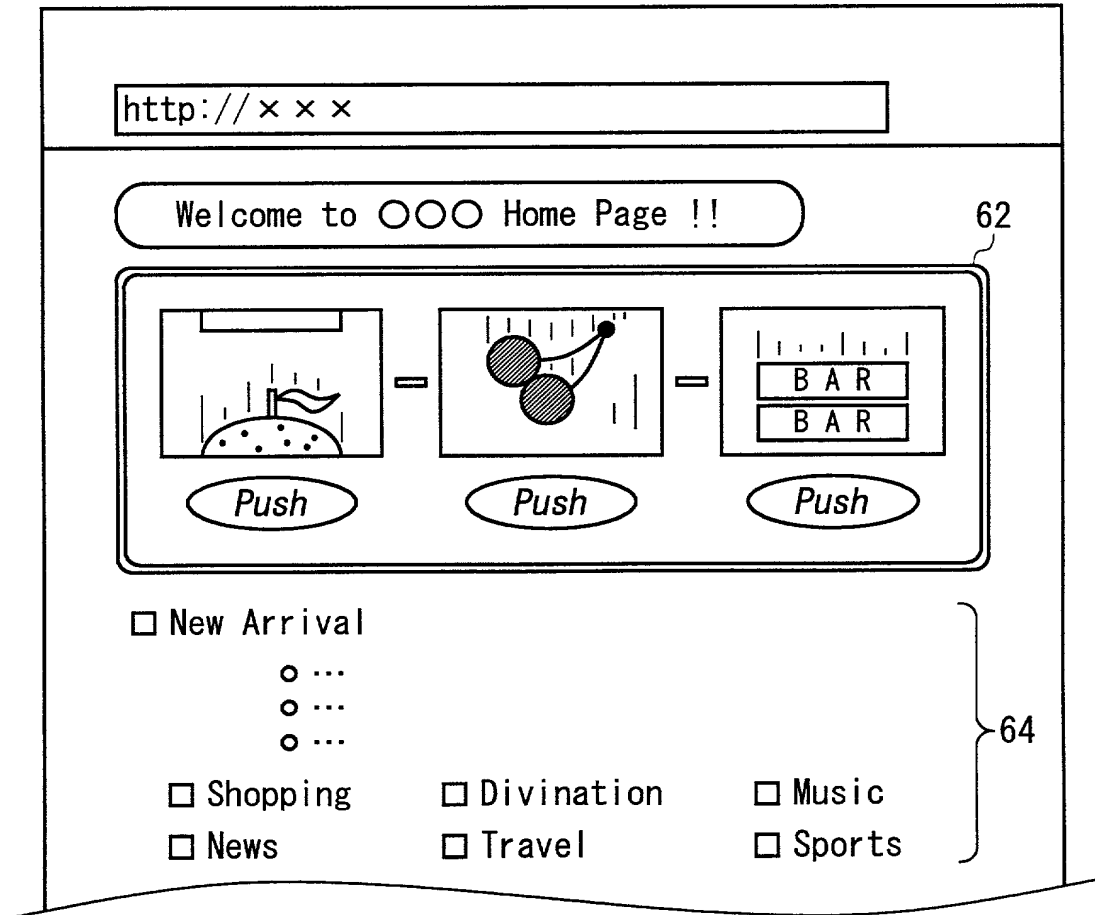 http://×××
Welcome to ○○○ Home Page !!
62
BAR
BAR
Push Push Push
□ New Arrival
○ ···
○ ···
○ ···
64
□ Shopping □ Divination □ Music
□ News □ Travel □ Sports